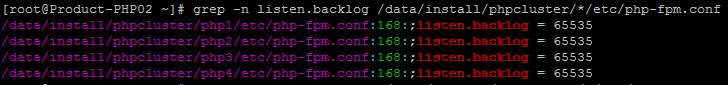 [root@Product-PHP02 ~]# grep -n listen.backlog /data/install/phpcluster/*/etc/php-fpm.conf
/data/install/phpcluster/php1/etc/php-fpm.conf:168:;listen.backlog = 65535
/data/install/phpcluster/php2/etc/php-fpm.conf:168:;listen.backlog = 65535
/data/install/phpcluster/php3/etc/php-fpm.conf:168:;listen.backlog = 65535
/data/install/phpcluster/php4/etc/php-fpm.conf:168:;listen.backlog = 65535